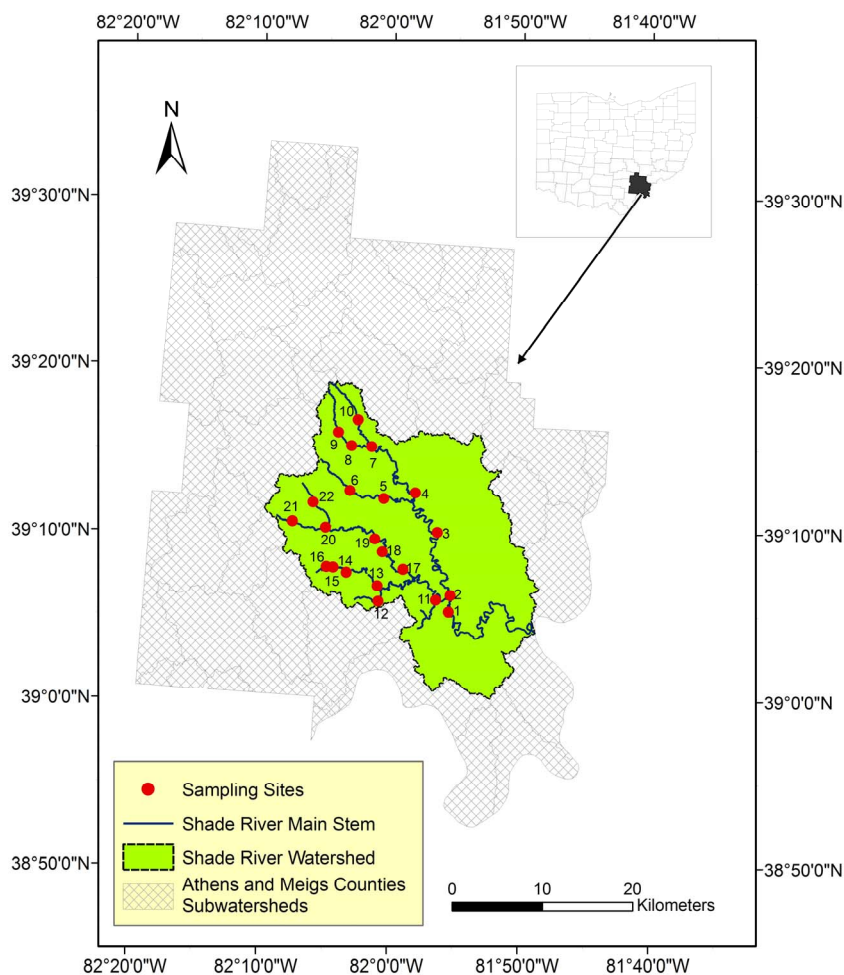 82°20'0"W 82°10'0"W 82°0'0"W 81°50'0"W 81°40'0"W
N
39°30'0"N
39°30'0"N
39°20'0"N
39°20'0"N
10
9
8
7
6
5
4
22
21
3
20
19
18
16
14
13
17
15
2
11
1
12
39°10'0"N
39°10'0"N
39°0'0"N
39°0'0"N
Sampling Sites
Shade River Main Stem
Shade River Watershed
Athens and Meigs Counties
Subwatersheds
38°50'0"N
38°50'0"N
0 10 20
Kilometers
82°20'0"W 82°10'0"W 82°0'0"W 81°50'0"W 81°40'0"W